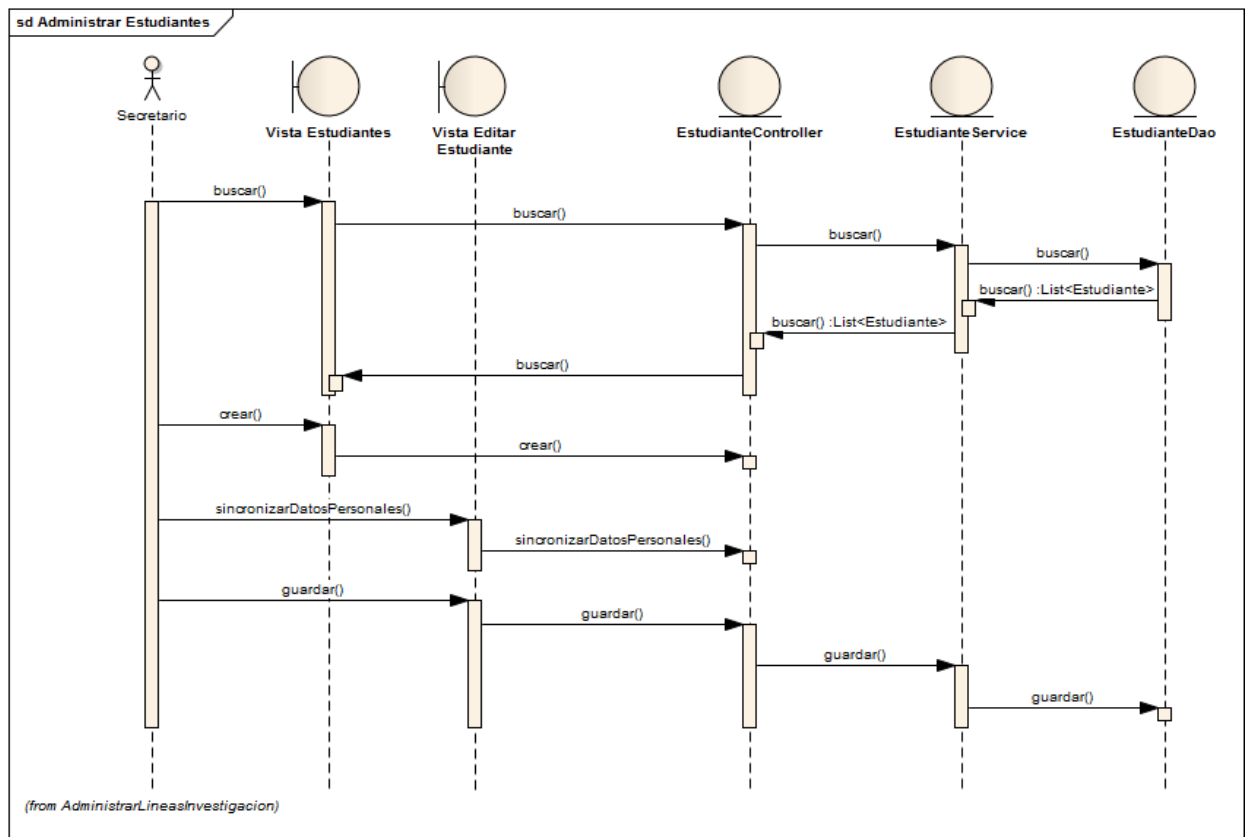 sd Administrar Estudiantes
Secretario
Vista Estudiantes
Vista Editar
Estudiante
EstudianteController
EstudianteService
EstudianteDao
buscar()
buscar()
buscar()
buscar()
buscar() :List<Estudiante>
buscar() :List<Estudiante>
buscar()
crear()
crear()
sincronizarDatosPersonales()
sincronizarDatosPersonales()
guardar()
guardar()
guardar()
guardar()
(from AdministrarLineasInvestigacion)